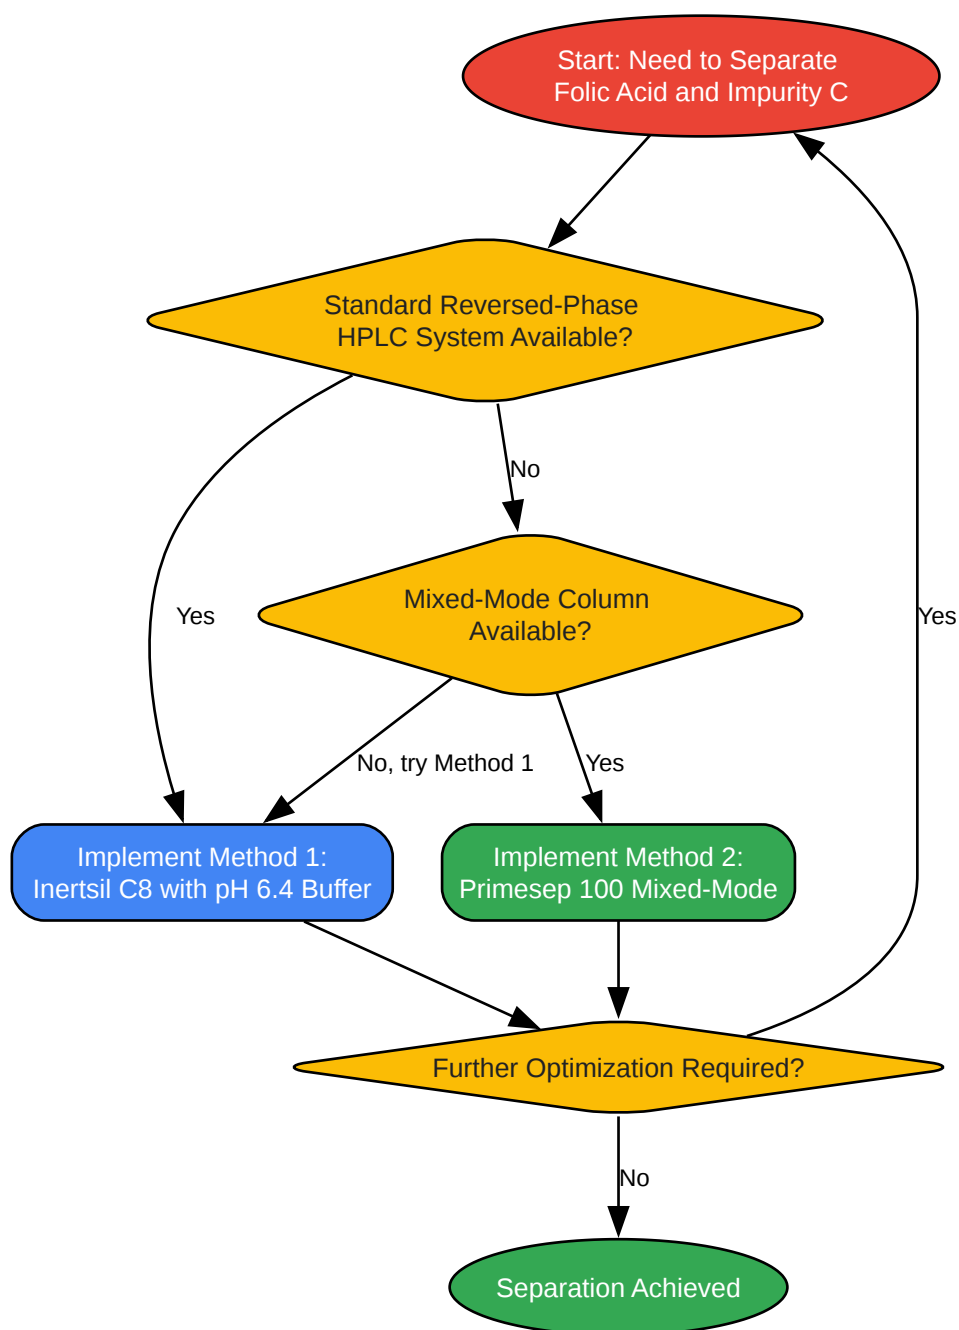 Start: Need to Separate
Folic Acid and Impurity C
Standard Reversed-Phase
HPLC System Available?
No
Mixed-Mode Column
Available?
Yes
Yes
No, try Method 1
Yes
Implement Method 1:
Inertsil C8 with pH 6.4 Buffer
Implement Method 2:
Primesep 100 Mixed-Mode
Further Optimization Required?
No
Separation Achieved